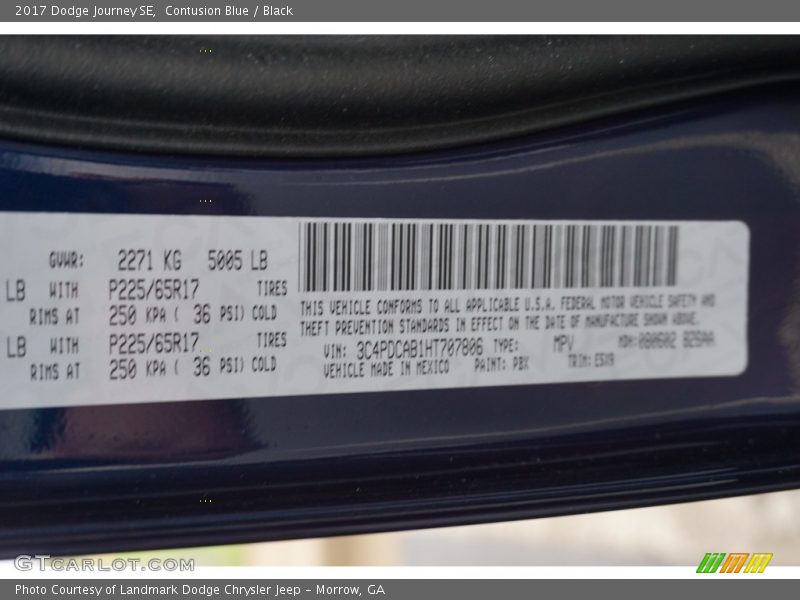 2017 Dodge Journey SE, Contusion Blue / Black
GVWR: 2271 KG 5005 LB
LB WITH P225/65R17 TIRES
RIMS AT 250 KPA ( 36 PSI) COLD
LB WITH P225/65R17 TIRES
RIMS AT 250 KPA ( 36 PSI) COLD
THIS VEHICLE CONFORMS TO ALL APPLICABLE U.S.A. FEDERAL MOTOR VEHICLE SAFETY AND
THEFT PREVENTION STANDARDS IN EFFECT ON THE DATE OF MANUFACTURE SHOWN ABOVE.
VIN: 3C4PDCAB1HT707806 TYPE: MPV MDH:
VEHICLE MADE IN MEXICO PAINT: PBX TRIM:
GTCARLOT.COM
Photo Courtesy of Landmark Dodge Chrysler Jeep - Morrow, GA